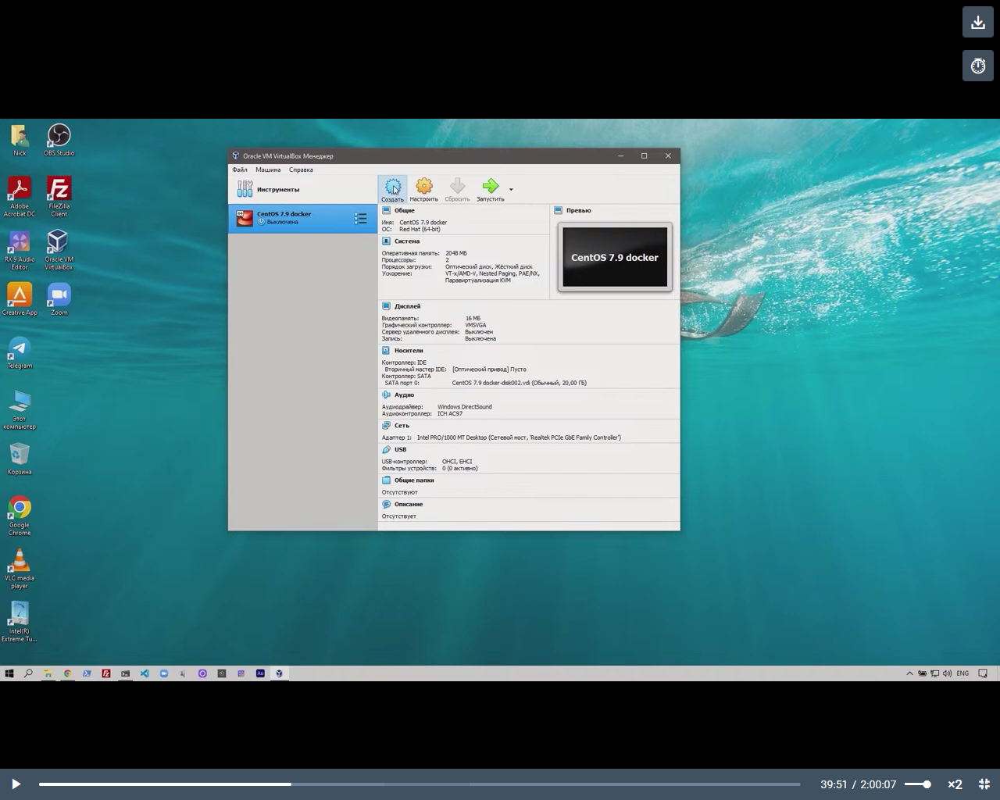 Nick
OBS Studio
Adobe
Acrobat DC
FileZilla
Client
RX 9 Audio
Editor
Oracle VM
VirtualBox
Creative App
Zoom
Telegram
Этот
компьютер
Корзина
Google
Chrome
VLC media
player
Intel(R)
Extreme Tu...
Oracle VM VirtualBox Менеджер
Файл Машина Справка
Инструменты
Создать Настроить Сбросить Запустить
CentOS 7.9 docker
Выключена
Общие
Имя: CentOS 7.9 docker
ОС: Red Hat (64-bit)
Система
Оперативная память: 2048 МБ
Процессоры: 2
Порядок загрузки: Оптический диск, Жёсткий диск
Ускорение: VT-x/AMD-V, Nested Paging, PAE/NX,
Паравиртуализация KVM
Превью
CentOS 7.9 docker
Дисплей
Видеопамять: 16 МБ
Графический контроллер: VMSVGA
Сервер удалённого дисплея: Выключен
Запись: Выключена
Носители
Контроллер: IDE
Вторичный мастер IDE: [Оптический привод] Пусто
Контроллер: SATA
SATA порт 0: CentOS 7.9 docker-disk002.vdi (Обычный, 20,00 ГБ)
Аудио
Аудиодрайвер: Windows DirectSound
Аудиоконтроллер: ICH AC97
Сеть
Адаптер 1: Intel PRO/1000 MT Desktop (Сетевой мост, 'Realtek PCIe GbE Family Controller')
USB
USB-контроллер: OHCI, EHCI
Фильтры устройств: 0 (0 активно)
Общие папки
Отсутствуют
Описание
Отсутствует
Au
ENG
39:51 / 2:00:07
×2